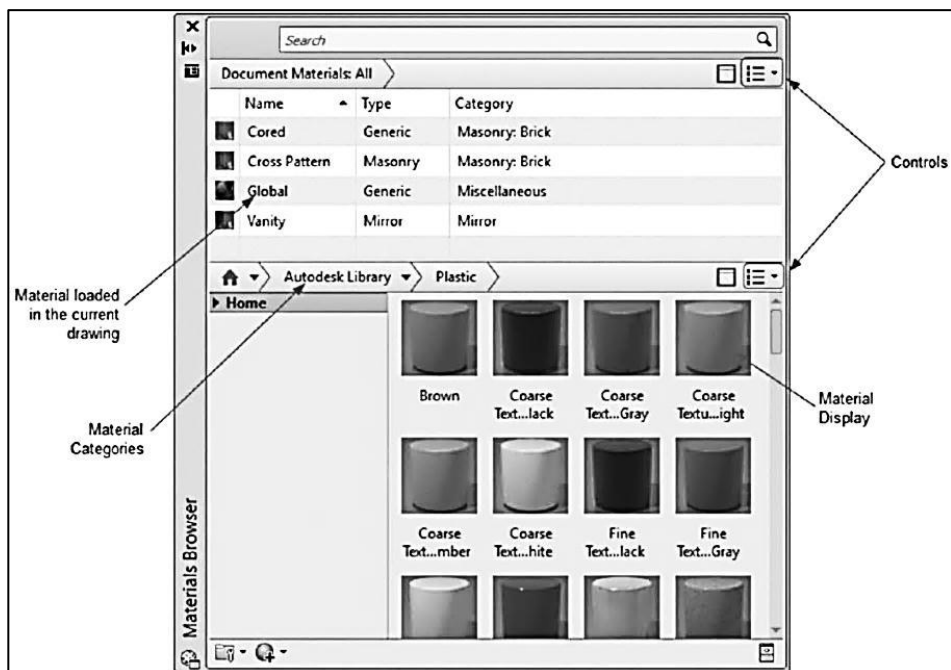 Search
Document Materials: All
Name Type Category
Cored Generic Masonry: Brick
Cross Pattern Masonry Masonry: Brick
Global Generic Miscellaneous
Vanity Mirror Mirror
Controls
Autodesk Library Plastic
Home
Material loaded
in the current
drawing
Material
Categories
Brown Coarse Coarse Coarse
Text...lack Text...Gray Textu...ight
Material
Display
Coarse Coarse Fine Fine
Text...mber Text...hite Text...lack Text...Gray
Materials Browser